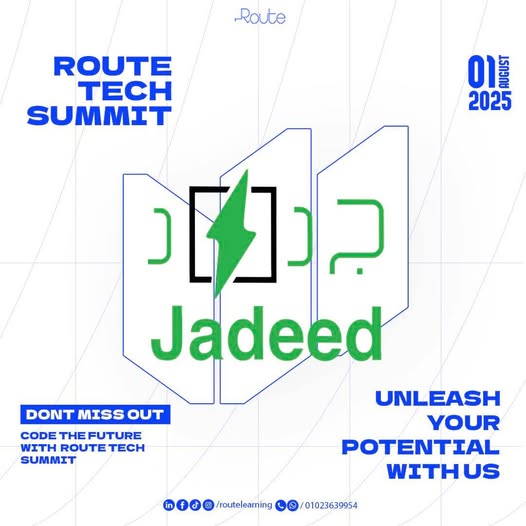 Route
ROUTE
TECH
SUMMIT
01 AUGUST
2025
جديد
Jadeed
DONT MISS OUT
CODE THE FUTURE
WITH ROUTE TECH
SUMMIT
UNLEASH
YOUR
POTENTIAL
WITH US
/routelearning / 01023639954